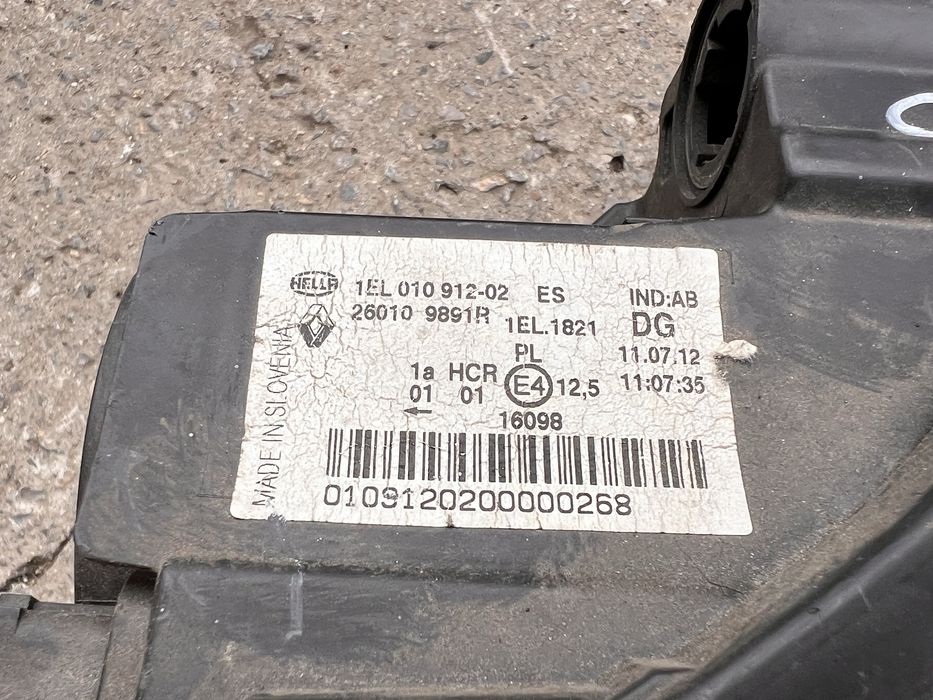 HELLA 1EL 010 912-02 ES IND:AB
26010 9891R 1EL.1821 DG
PL 11.07.12
1a HCR E4 12,5 11:07:35
01 01
16098
MADE IN SLOVENIA
0109120200000268